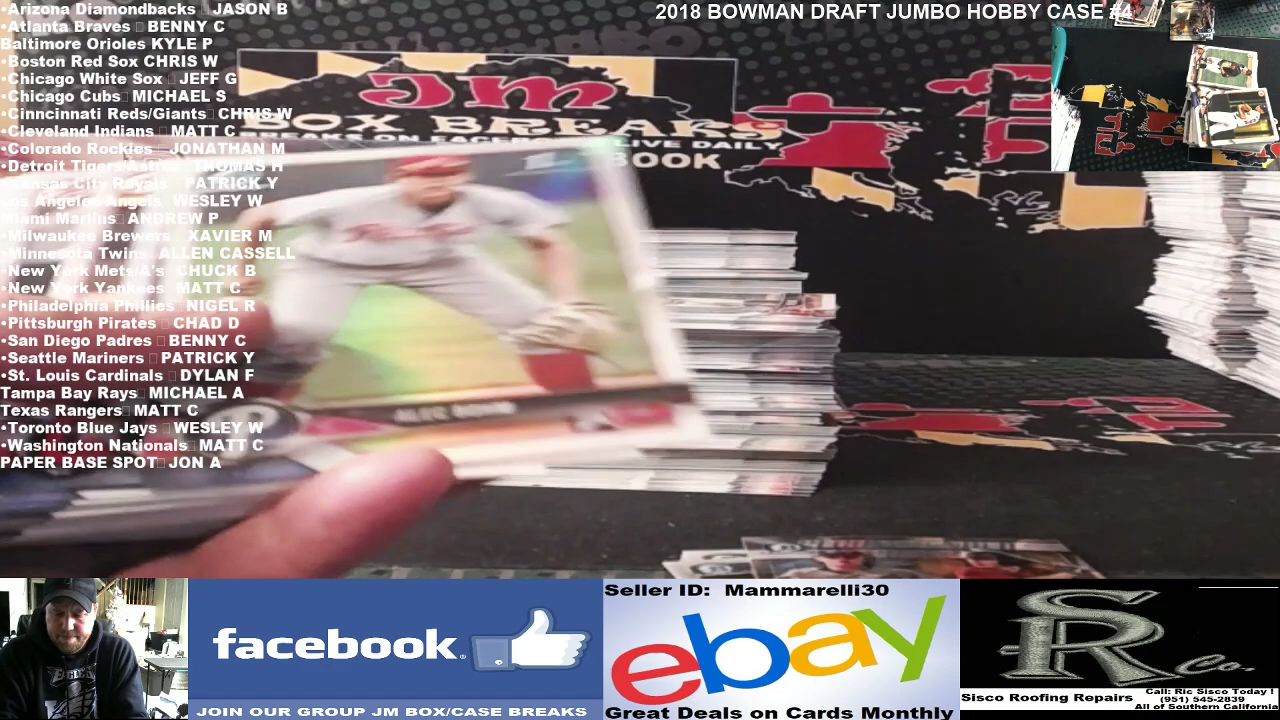 •Arizona Diamondbacks JASON B
•Atlanta Braves BENNY C
Baltimore Orioles KYLE P
•Boston Red Sox CHRIS W
•Chicago White Sox JEFF G
•Chicago Cubs MICHAEL S
•Cinncinnati Reds/Giants CHRIS W
•Cleveland Indians MATT C
•Colorado Rockies JONATHAN M
•Detroit Tigers/Astros THOMAS H
•Kansas City Royals PATRICK Y
Los Angeles Angels WESLEY W
Miami Marlins ANDREW P
•Milwaukee Brewers XAVIER M
•Minnesota Twins ALLEN CASSELL
•New York Mets/A's CHUCK B
•New York Yankees MATT C
•Philadelphia Phillies NIGEL R
•Pittsburgh Pirates CHAD D
•San Diego Padres BENNY C
•Seattle Mariners PATRICK Y
•St. Louis Cardinals DYLAN F
Tampa Bay Rays MICHAEL A
Texas Rangers MATT C
•Toronto Blue Jays WESLEY W
•Washington Nationals MATT C
PAPER BASE SPOT JON A
2018 BOWMAN DRAFT JUMBO HOBBY CASE #4
JM
BOX BREAKS
BREAKS ON FACEBOOK LIVE DAILY
BOOK
ALEC BOHM
facebook
JOIN OUR GROUP JM BOX/CASE BREAKS
Seller ID: Mammarelli30
ebay
Great Deals on Cards Monthly
SR Co.
Sisco Roofing Repairs
Call: Ric Sisco Today !
(951) 545-2839
All of Southern California